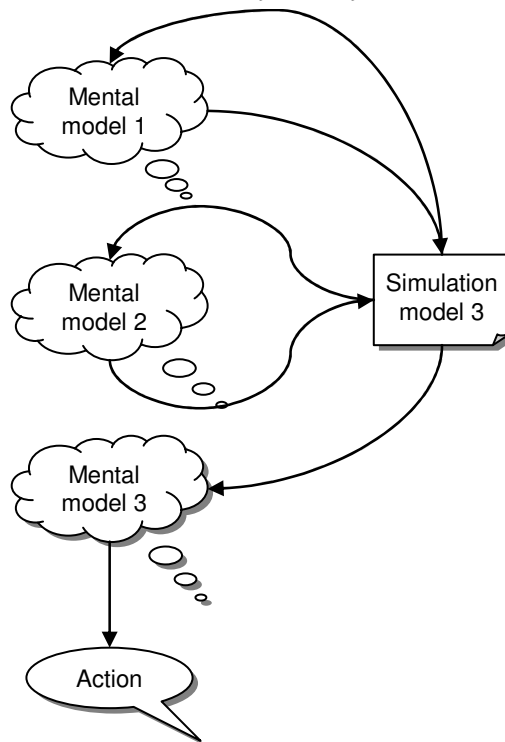 Mental
model 1
Mental
model 2
Simulation
model 3
Mental
model 3
Action